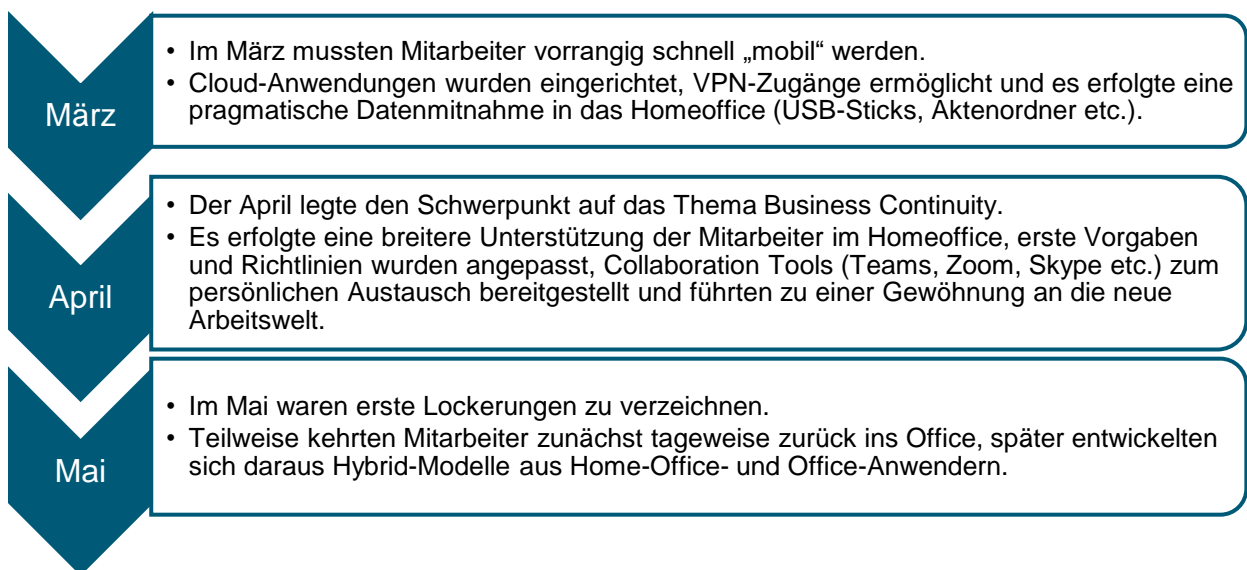 März
• Im März mussten Mitarbeiter vorrangig schnell „mobil“ werden.
• Cloud-Anwendungen wurden eingerichtet, VPN-Zugänge ermöglicht und es erfolgte eine
pragmatische Datenmitnahme in das Homeoffice (USB-Sticks, Aktenordner etc.).
April
• Der April legte den Schwerpunkt auf das Thema Business Continuity.
• Es erfolgte eine breitere Unterstützung der Mitarbeiter im Homeoffice, erste Vorgaben
und Richtlinien wurden angepasst, Collaboration Tools (Teams, Zoom, Skype etc.) zum
persönlichen Austausch bereitgestellt und führten zu einer Gewöhnung an die neue
Arbeitswelt.
Mai
• Im Mai waren erste Lockerungen zu verzeichnen.
• Teilweise kehrten Mitarbeiter zunächst tageweise zurück ins Office, später entwickelten
sich daraus Hybrid-Modelle aus Home-Office- und Office-Anwendern.